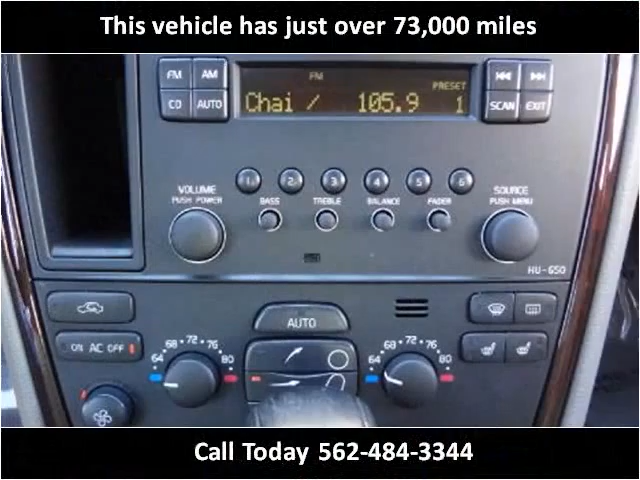 This vehicle has just over 73,000 miles
FM AM
FM
PRESET
CD AUTO
Chai / 105.9 1
SCAN EXIT
1 2 3 4 5 6
VOLUME
PUSH POWER
BASS TREBLE BALANCE FADER
SOURCE
PUSH MENU
HU-650
AUTO
ON AC OFF
64 68 72 76 80
64 68 72 76 80
Call Today 562-484-3344